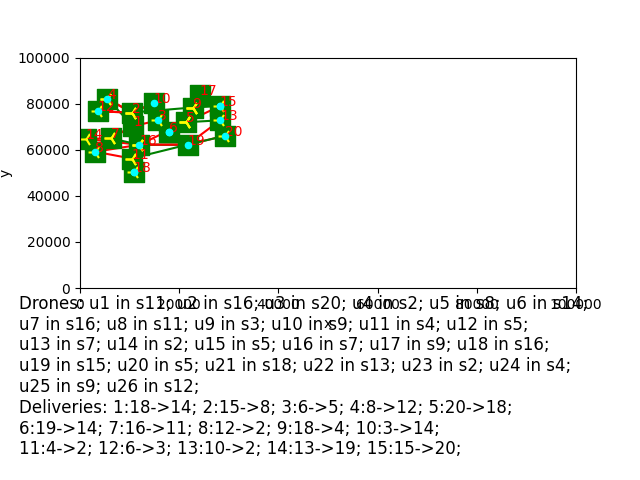 100000
80000
60000
40000
20000
0
y
Drones: u1 in s11; u2 in s16; u3 in s20; u4 in s2; u5 in s8; u6 in s14;
u7 in s16; u8 in s11; u9 in s3; u10 in s9; u11 in s4; u12 in s5;
u13 in s7; u14 in s2; u15 in s5; u16 in s7; u17 in s9; u18 in s16;
u19 in s15; u20 in s5; u21 in s18; u22 in s13; u23 in s2; u24 in s4;
u25 in s9; u26 in s12;
Deliveries: 1:18->14; 2:15->8; 3:6->5; 4:8->12; 5:20->18;
6:19->14; 7:16->11; 8:12->2; 9:18->4; 10:3->14;
11:4->2; 12:6->3; 13:10->2; 14:13->19; 15:15->20;